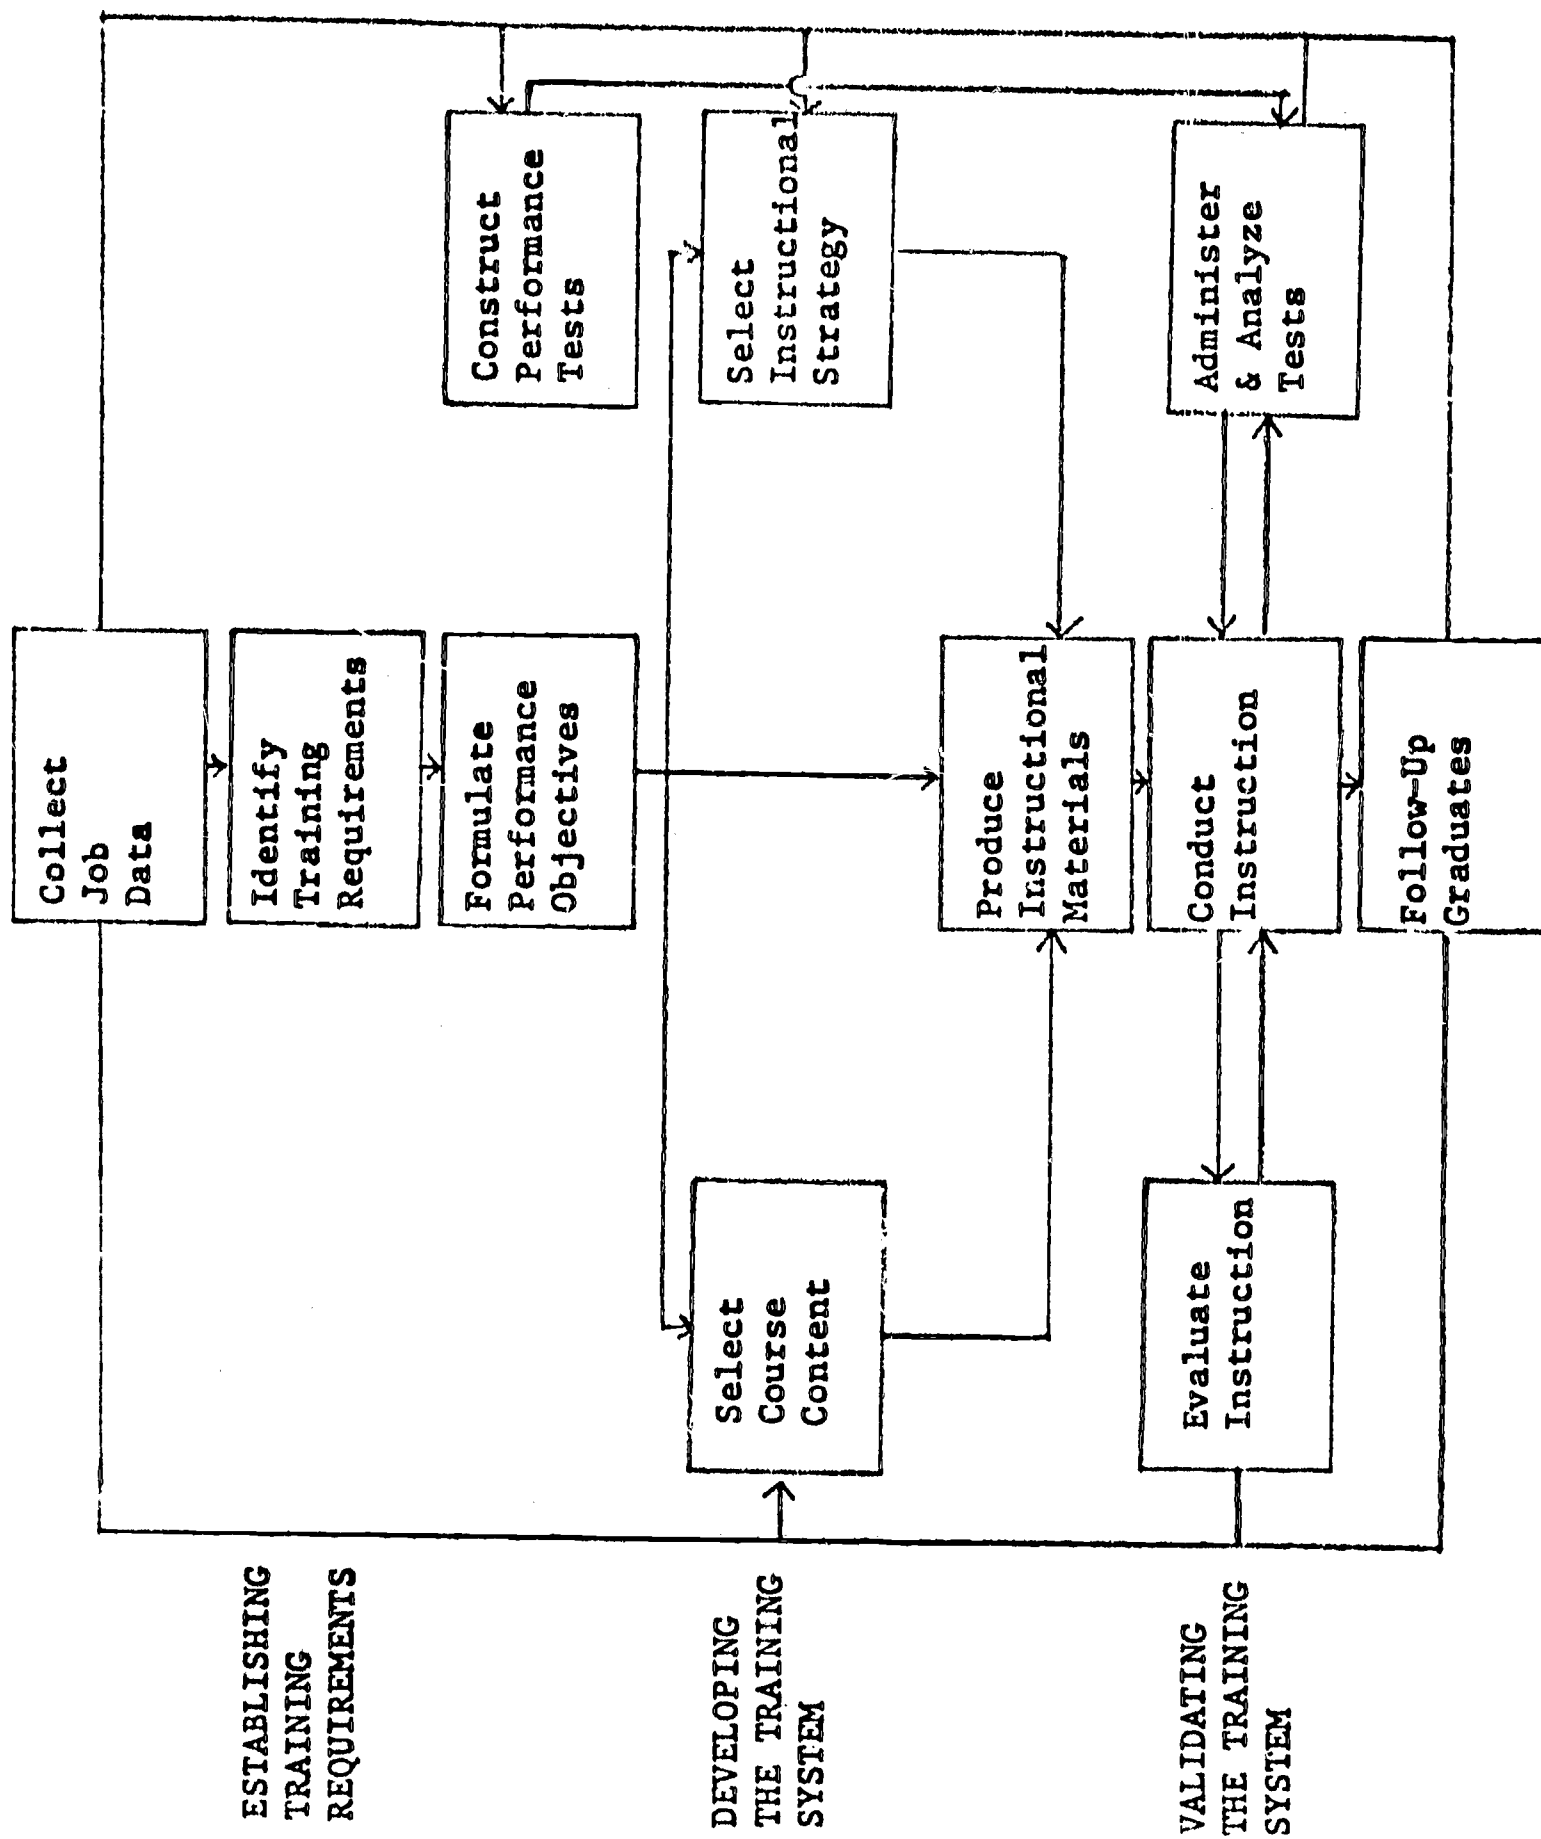 ESTABLISHING
TRAINING
REQUIREMENTS
Collect
Job
Data
Identify
Training
Requirements
Formulate
Performance
Objectives
Construct
Performance
Tests
DEVELOPING
THE TRAINING
SYSTEM
Select
Course
Content
Select
Instructional
Strategy
Produce
Instructional
Materials
VALIDATING
THE TRAINING
SYSTEM
Evaluate
Instruction
Conduct
Instruction
Administer
& Analyze
Tests
Follow-Up
Graduates